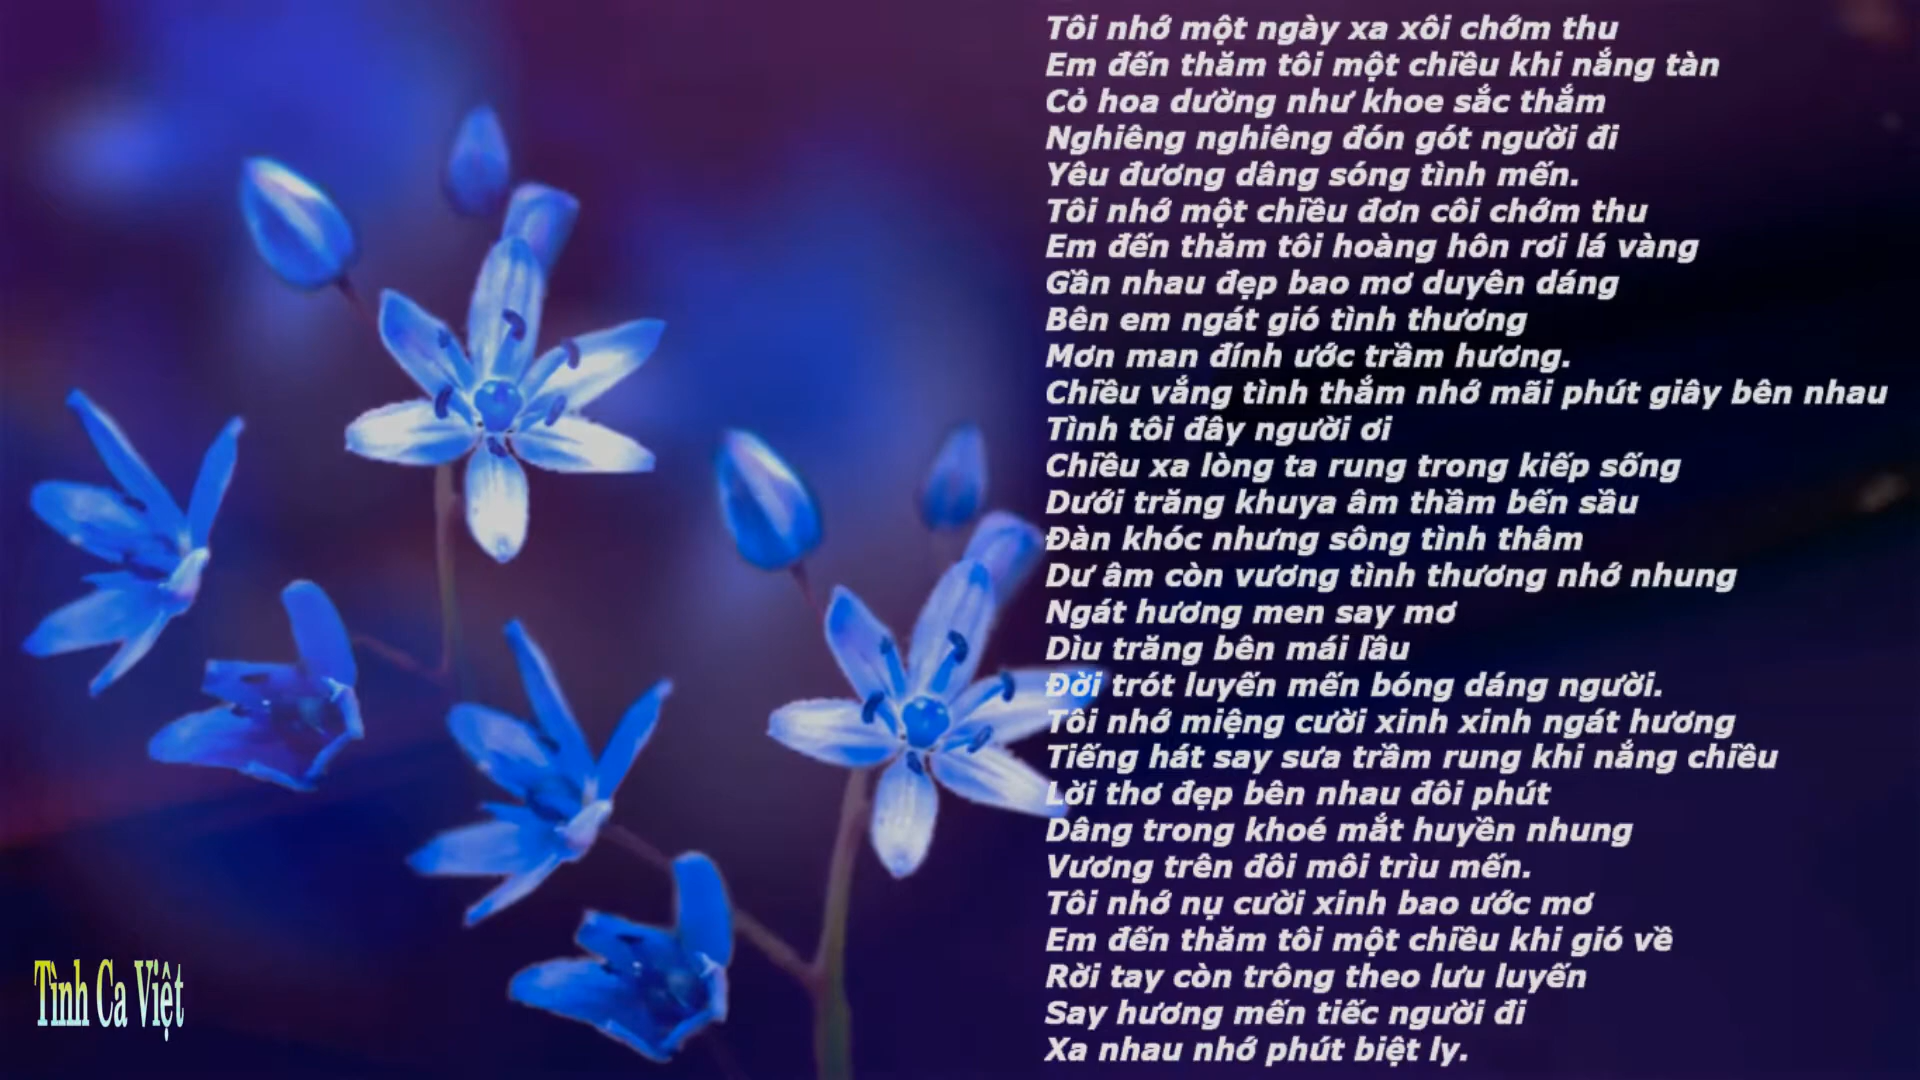 Tôi nhớ một ngày xa xôi chớm thu
Em đến thăm tôi một chiều khi nắng tàn
Cỏ hoa dường như khoe sắc thắm
Nghiêng nghiêng đón gót người đi
Yêu đương dâng sóng tình mến.
Tôi nhớ một chiều đơn côi chớm thu
Em đến thăm tôi hoàng hôn rơi lá vàng
Gần nhau đẹp bao mơ duyên dáng
Bên em ngát gió tình thương
Mơn man đính ước trầm hương.
Chiều vắng tình thắm nhớ mãi phút giây bên nhau
Tình tôi đây người ơi
Chiều xa lòng ta rung trong kiếp sống
Dưới trăng khuya âm thầm bến sầu
Đàn khóc nhưng sông tình thâm
Dư âm còn vương tình thương nhớ nhung
Ngát hương men say mơ
Dìu trăng bên mái lầu
Đời trót luyến mến bóng dáng người.
Tôi nhớ miệng cười xinh xinh ngát hương
Tiếng hát say sưa trầm rung khi nắng chiều
Lời thơ đẹp bên nhau đôi phút
Dâng trong khoé mắt huyền nhung
Vương trên đôi môi trìu mến.
Tôi nhớ nụ cười xinh bao ước mơ
Em đến thăm tôi một chiều khi gió về
Rời tay còn trông theo lưu luyến
Say hương mến tiếc người đi
Xa nhau nhớ phút biệt ly.
Tình Ca Việt